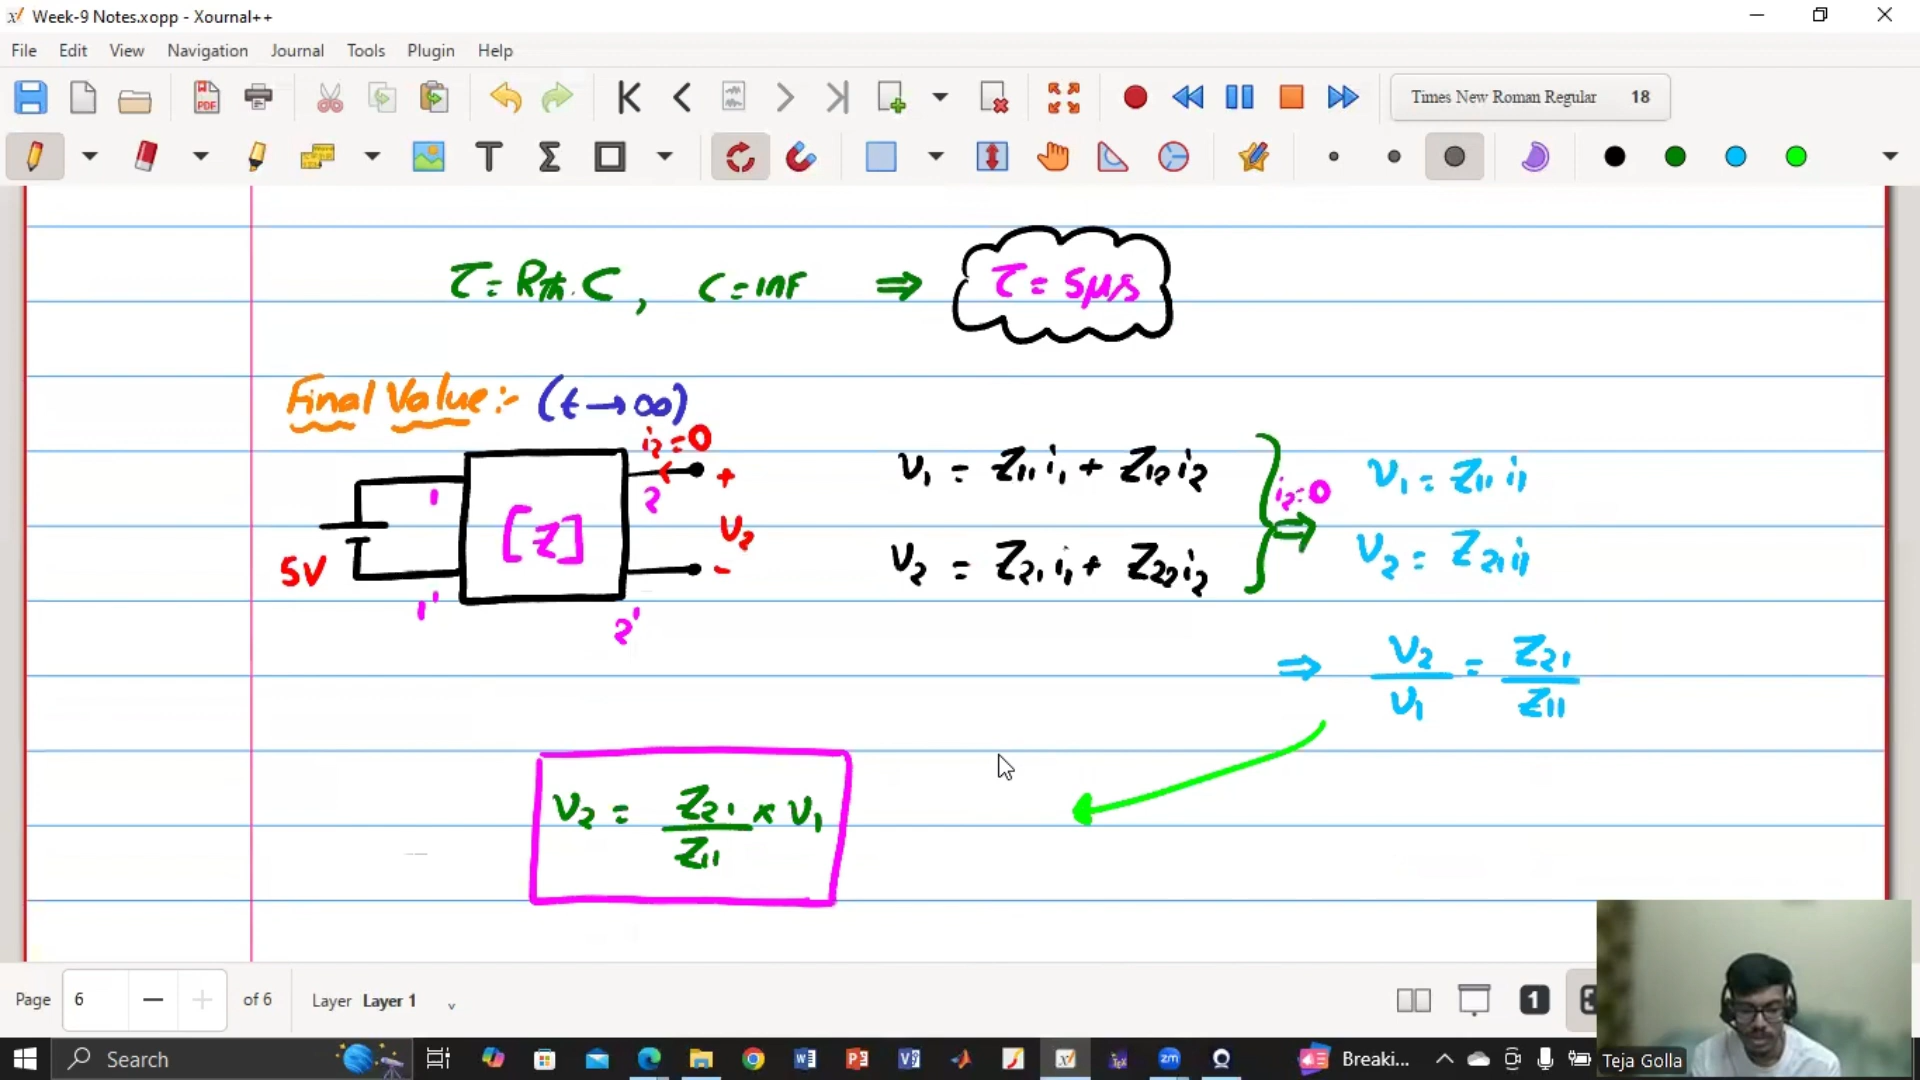 Week-9 Notes.xopp - Xournal++
File Edit View Navigation Journal Tools Plugin Help
PDF
Times New Roman Regular 18
τ = Rth. C , C = 1nF ⇒ τ = 5μs
Final Value :- (t → ∞)
i2 = 0
v1 = Z11 i1 + Z12 i2
v2 = Z21 i1 + Z22 i2
i2=0
⇒
v1 = Z11 i1
v2 = Z21 i1
1
2
+
[Z]
V2
5V
-
1'
2'
⇒ v2/v1 = Z21/Z11
v2 = Z21/Z11 × v1
Page 6 of 6 Layer Layer 1
1
Search
Breaki...
Teja Golla